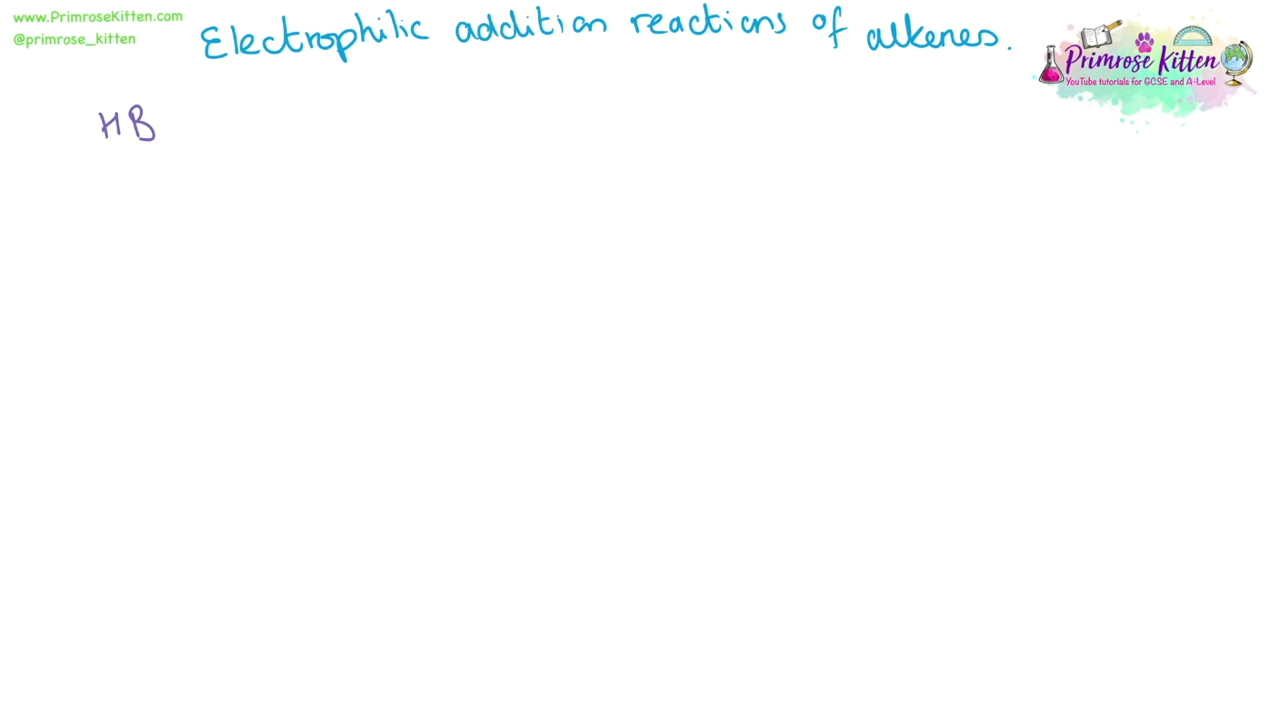 www.PrimroseKitten.com
@primrose_kitten
Electrophilic addition reactions of alkenes.
Primrose Kitten
YouTube tutorials for GCSE and A-Level
HB